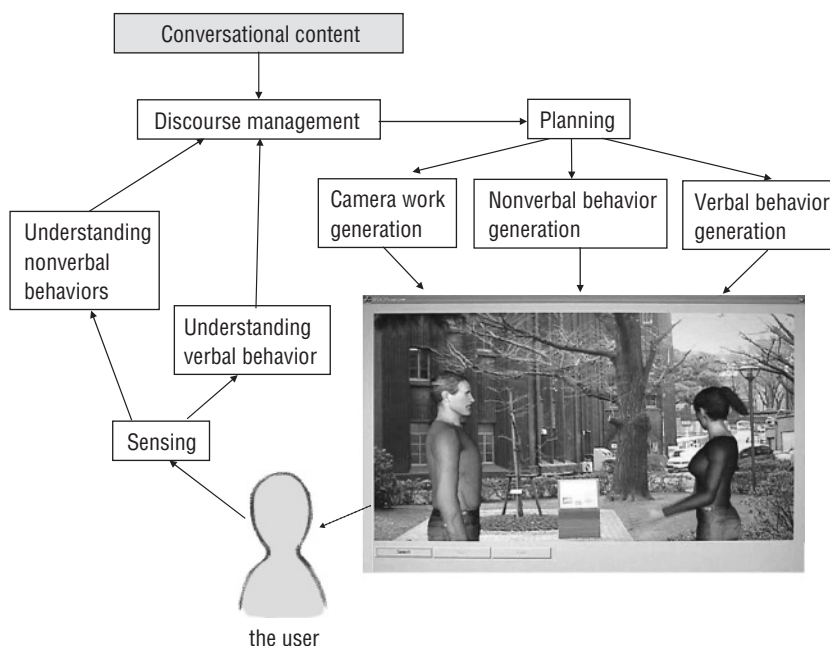 Conversational content
Discourse management
Planning
Camera work
generation
Nonverbal behavior
generation
Verbal behavior
generation
Understanding
nonverbal
behaviors
Understanding
verbal behavior
Sensing
the user